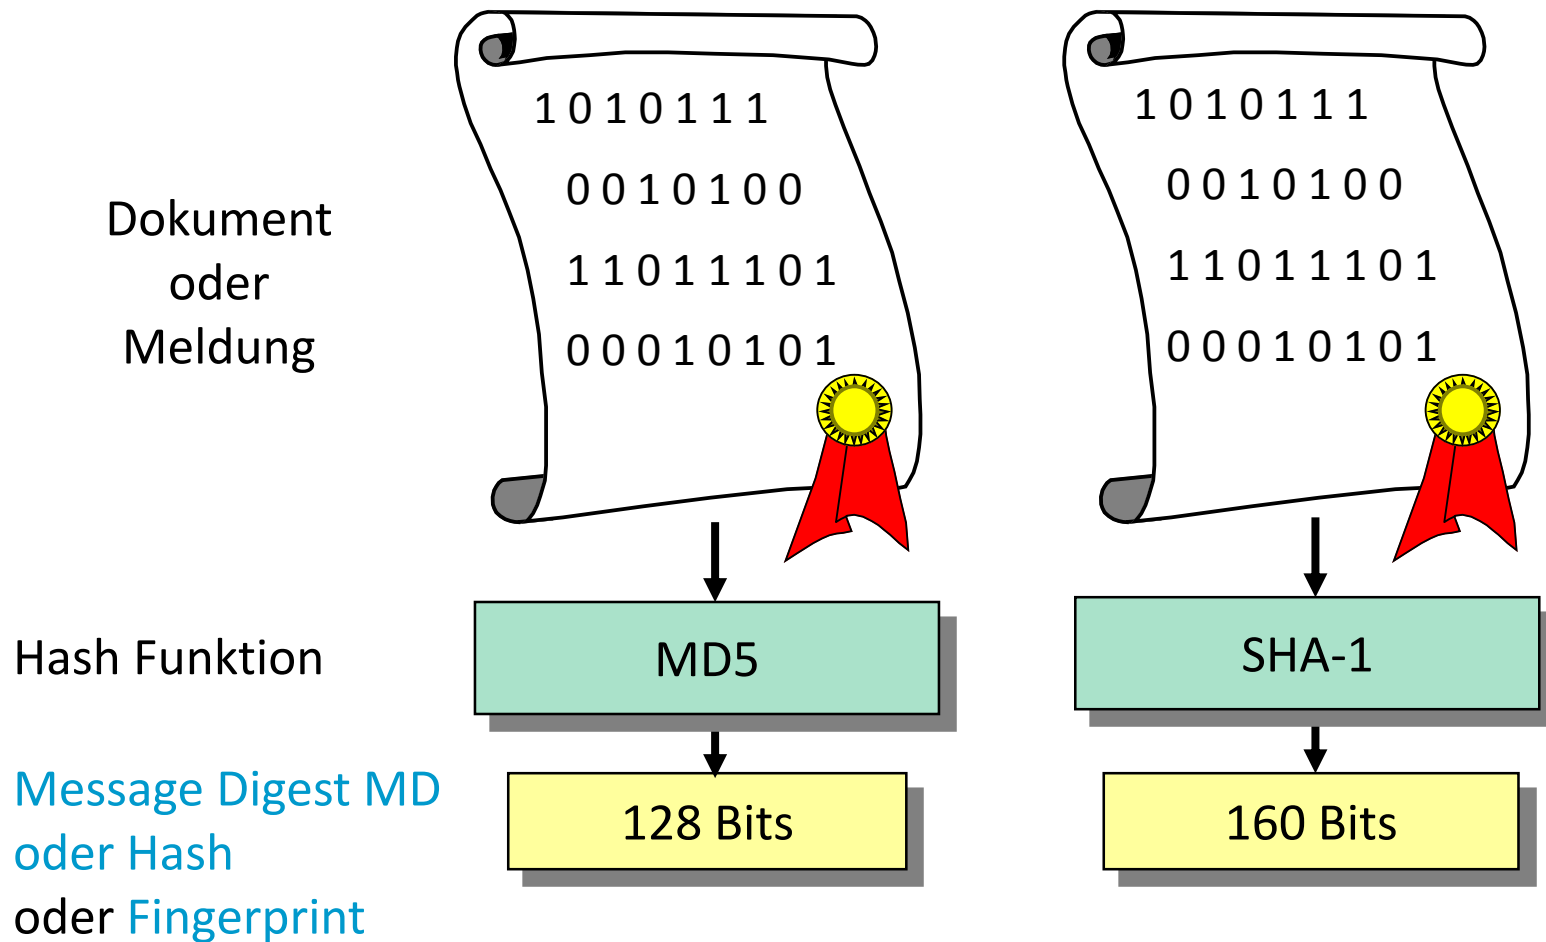 Dokument
oder
Meldung
1 0 1 0 1 1 1
0 0 1 0 1 0 0
1 1 0 1 1 1 0 1
0 0 0 1 0 1 0 1
1 0 1 0 1 1 1
0 0 1 0 1 0 0
1 1 0 1 1 1 0 1
0 0 0 1 0 1 0 1
Hash Funktion
MD5
SHA-1
Message Digest MD
oder Hash
oder Fingerprint
128 Bits
160 Bits